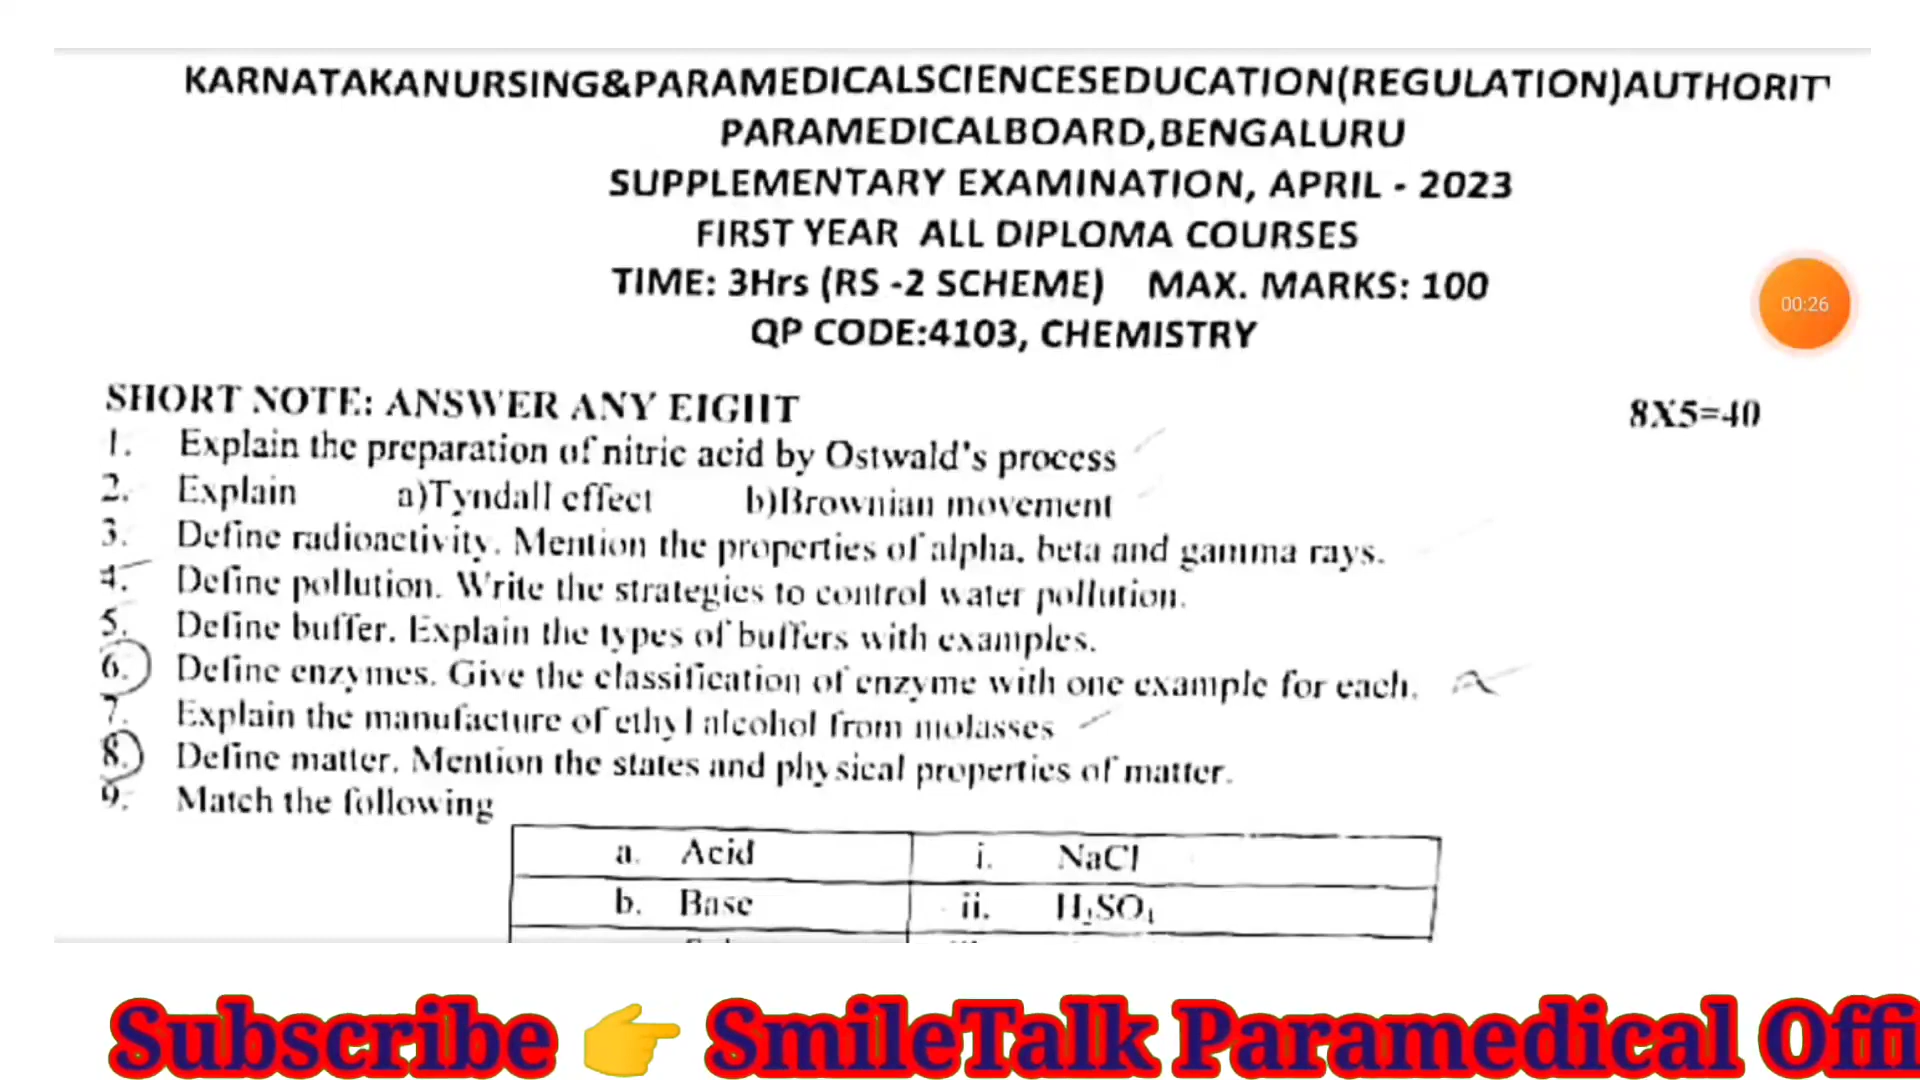 KARNATAKANURSING&PARAMEDICALSCIENCESEDUCATION(REGULATION)AUTHORIT
PARAMEDICALBOARD,BENGALURU
SUPPLEMENTARY EXAMINATION, APRIL - 2023
FIRST YEAR ALL DIPLOMA COURSES
TIME: 3Hrs (RS -2 SCHEME) MAX. MARKS: 100
QP CODE:4103, CHEMISTRY
00:26
SHORT NOTE: ANSWER ANY EIGHT 8X5=40
1. Explain the preparation of nitric acid by Ostwald's process
2. Explain a)Tyndall effect b)Brownian movement
3. Define radioactivity. Mention the properties of alpha, beta and gamma rays.
4. Define pollution. Write the strategies to control water pollution.
5. Define buffer. Explain the types of buffers with examples.
6. Define enzymes. Give the classification of enzyme with one example for each.
7. Explain the manufacture of ethyl alcohol from molasses
8. Define matter. Mention the states and physical properties of matter.
9. Match the following
a. Acid i. NaCl
b. Base ii. H₂SO₄
Subscribe 👉 SmileTalk Paramedical Offi